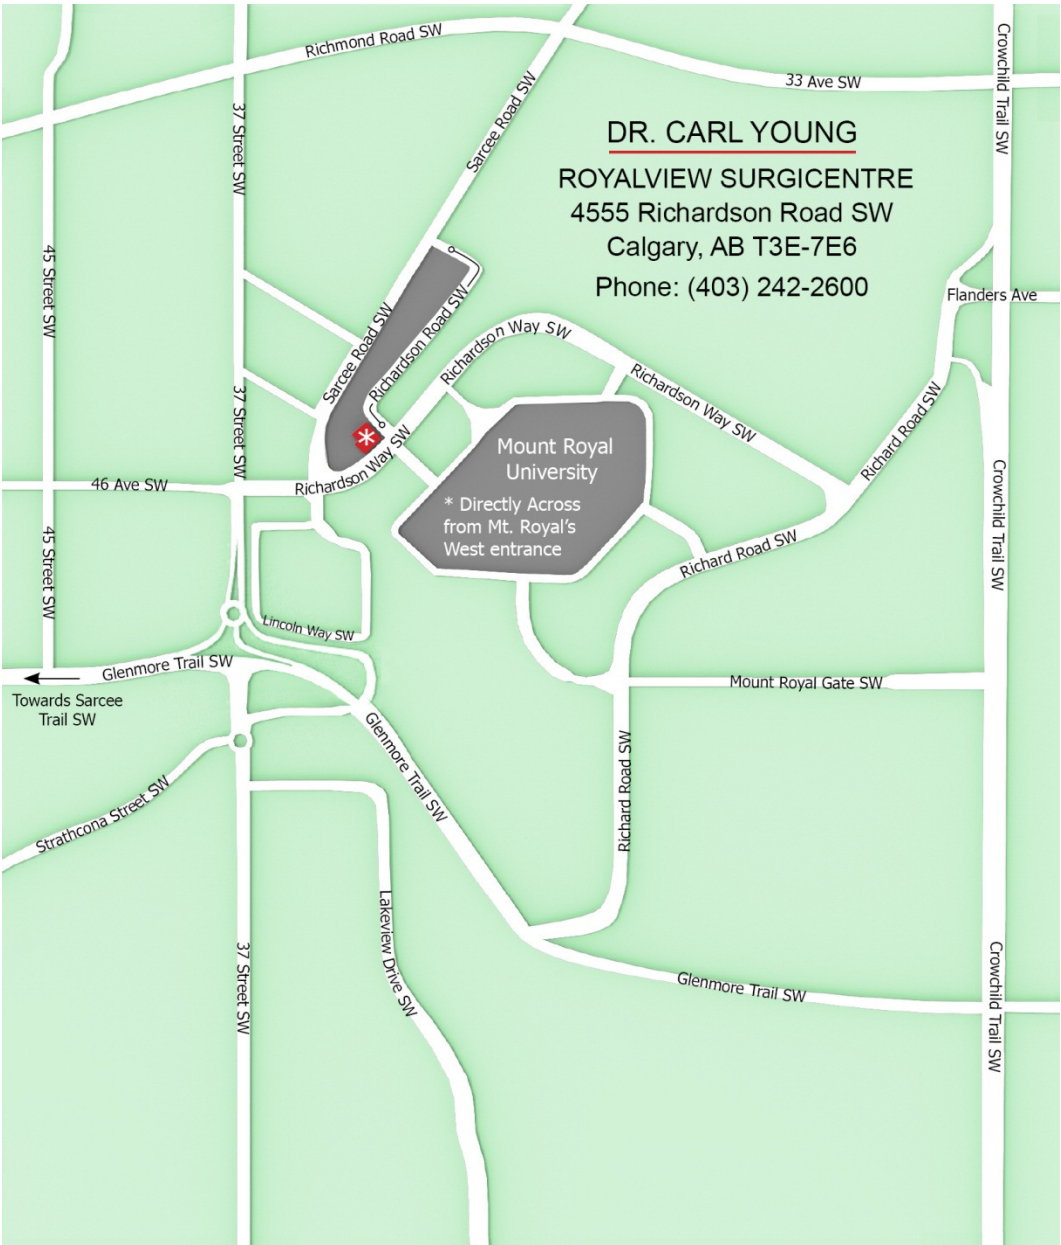 Richmond Road SW
33 Ave SW
Crowchild Trail SW
37 Street SW
Sarcee Road SW
DR. CARL YOUNG
ROYALVIEW SURGICENTRE
4555 Richardson Road SW
Calgary, AB T3E-7E6
Phone: (403) 242-2600
45 Street SW
Flanders Ave
Sarcee Road SW
Richardson Road SW
Richardson Way SW
Richardson Way SW
Richard Road SW
37 Street SW
*
Mount Royal
University
* Directly Across
from Mt. Royal's
West entrance
46 Ave SW
Richardson Way SW
Crowchild Trail SW
45 Street SW
Richard Road SW
Lincoln Way SW
Glenmore Trail SW
Towards Sarcee
Trail SW
Mount Royal Gate SW
Glenmore Trail SW
Richard Road SW
Strathcona Street SW
Lakeview Drive SW
37 Street SW
Glenmore Trail SW
Crowchild Trail SW